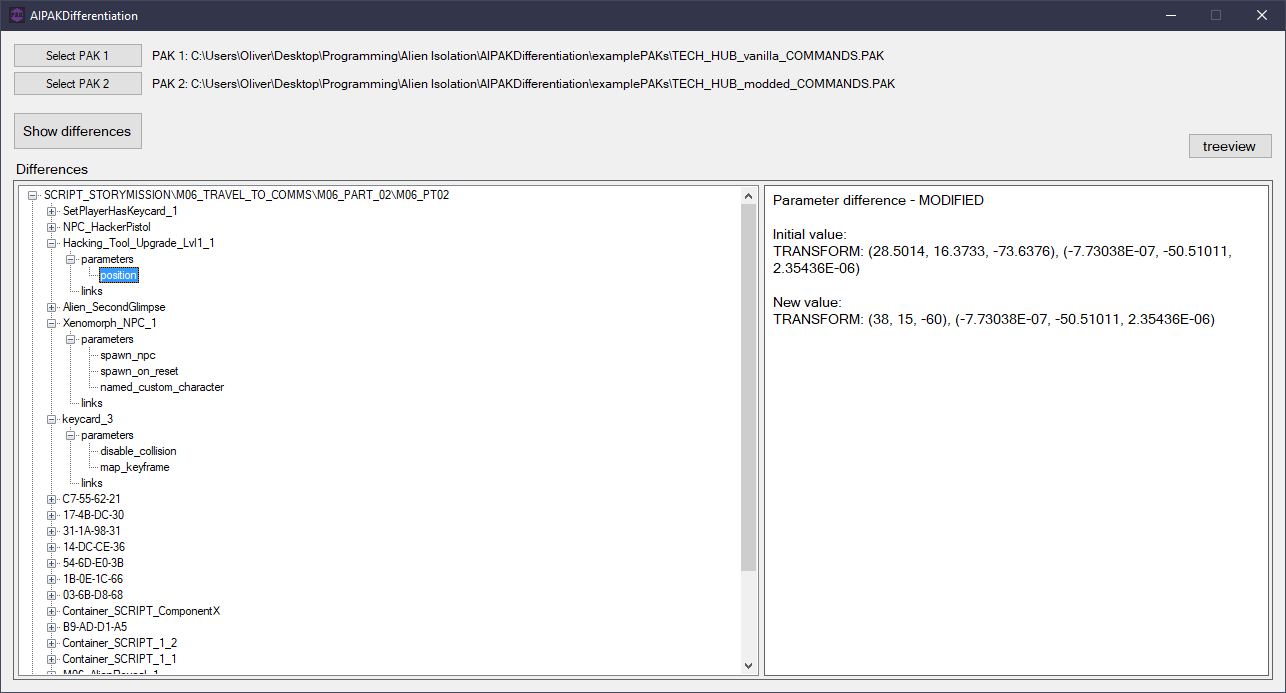 AIPAKDifferentiation
Select PAK 1
PAK 1: C:\Users\Oliver\Desktop\Programming\Alien Isolation\AIPAKDifferentiation\examplePAKs\TECH_HUB_vanilla_COMMANDS.PAK
Select PAK 2
PAK 2: C:\Users\Oliver\Desktop\Programming\Alien Isolation\AIPAKDifferentiation\examplePAKs\TECH_HUB_modded_COMMANDS.PAK
Show differences
treeview
Differences
SCRIPT_STORYMISSION\M06_TRAVEL_TO_COMMS\M06_PART_02\M06_PT02
SetPlayerHasKeycard_1
NPC_HackerPistol
Hacking_Tool_Upgrade_Lvl1_1
parameters
position
links
Alien_SecondGlimpse
Xenomorph_NPC_1
parameters
spawn_npc
spawn_on_reset
named_custom_character
links
keycard_3
parameters
disable_collision
map_keyframe
links
C7-55-62-21
17-4B-DC-30
31-1A-98-31
14-DC-CE-36
54-6D-E0-3B
1B-0E-1C-66
03-6B-D8-68
Container_SCRIPT_ComponentX
B9-AD-D1-A5
Container_SCRIPT_1_2
Container_SCRIPT_1_1
M06_AlienReveal_1
Parameter difference - MODIFIED
Initial value:
TRANSFORM: (28.5014, 16.3733, -73.6376), (-7.73038E-07, -50.51011,
2.35436E-06)
New value:
TRANSFORM: (38, 15, -60), (-7.73038E-07, -50.51011, 2.35436E-06)